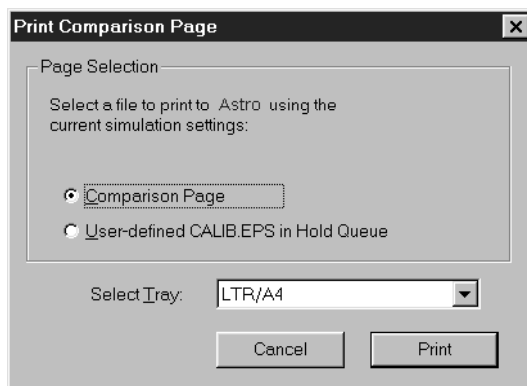 Print Comparison Page
Page Selection
Select a file to print to Astro using the
current simulation settings:
Comparison Page
User-defined CALIB.EPS in Hold Queue
Select Tray: LTR/A4
Cancel Print